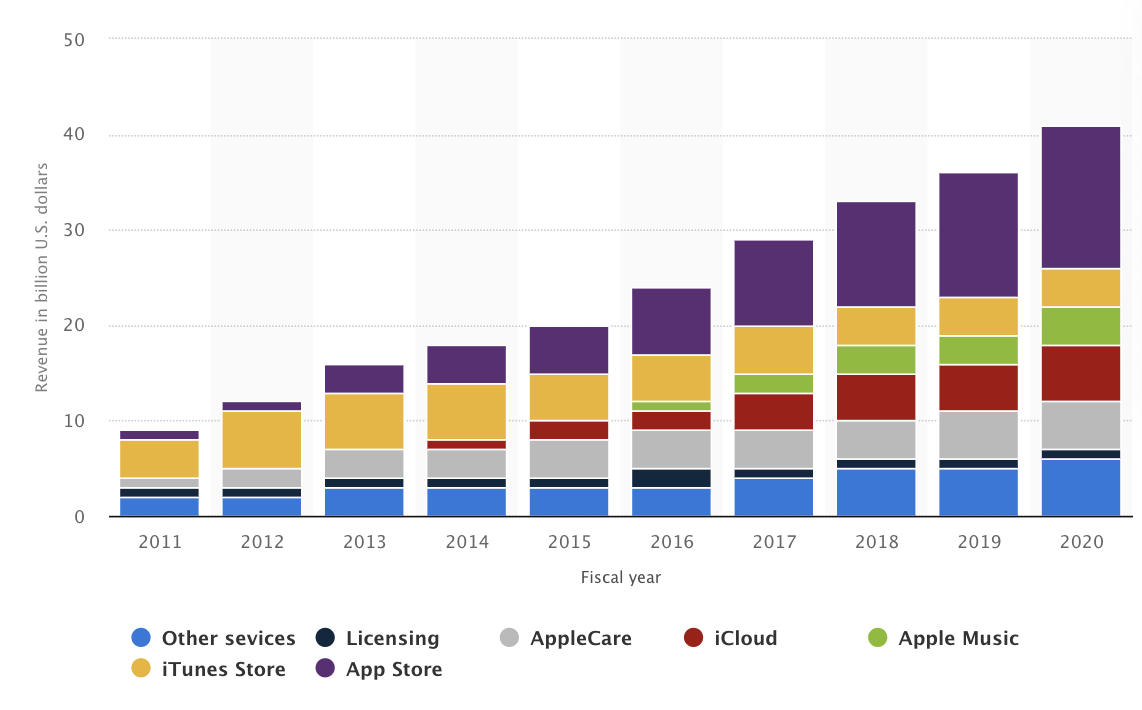 50
40
30
20
10
0
Revenue in billion U.S. dollars
2011 2012 2013 2014 2015 2016 2017 2018 2019 2020
Fiscal year
Other sevices Licensing AppleCare iCloud Apple Music
iTunes Store App Store